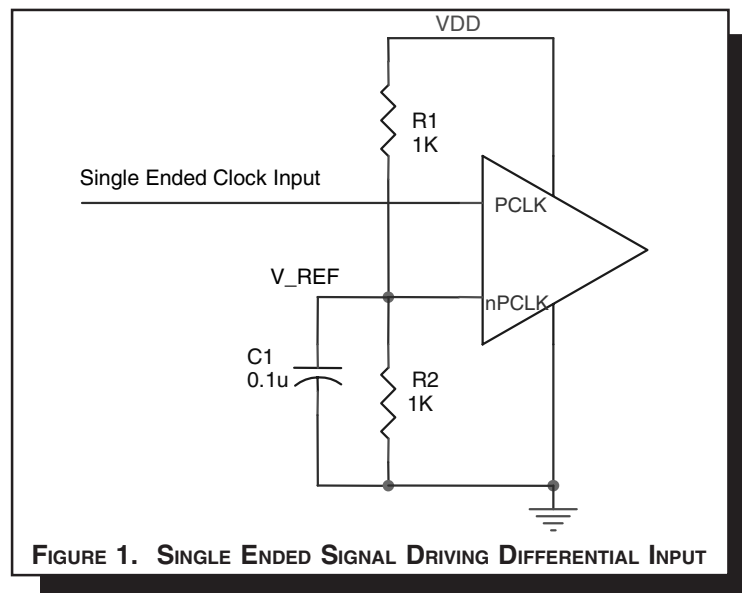 VDD
R1
1K
Single Ended Clock Input
PCLK
V_REF
nPCLK
C1
0.1u
R2
1K
FIGURE 1. SINGLE ENDED SIGNAL DRIVING DIFFERENTIAL INPUT